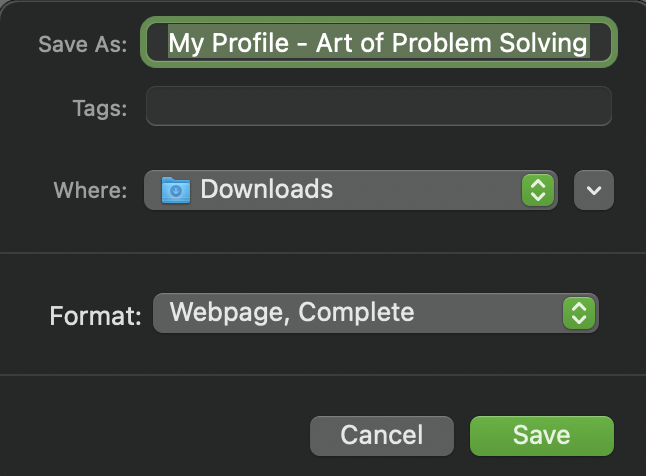 Save As: My Profile - Art of Problem Solving
Tags:
Where: Downloads
Format: Webpage, Complete
Cancel Save